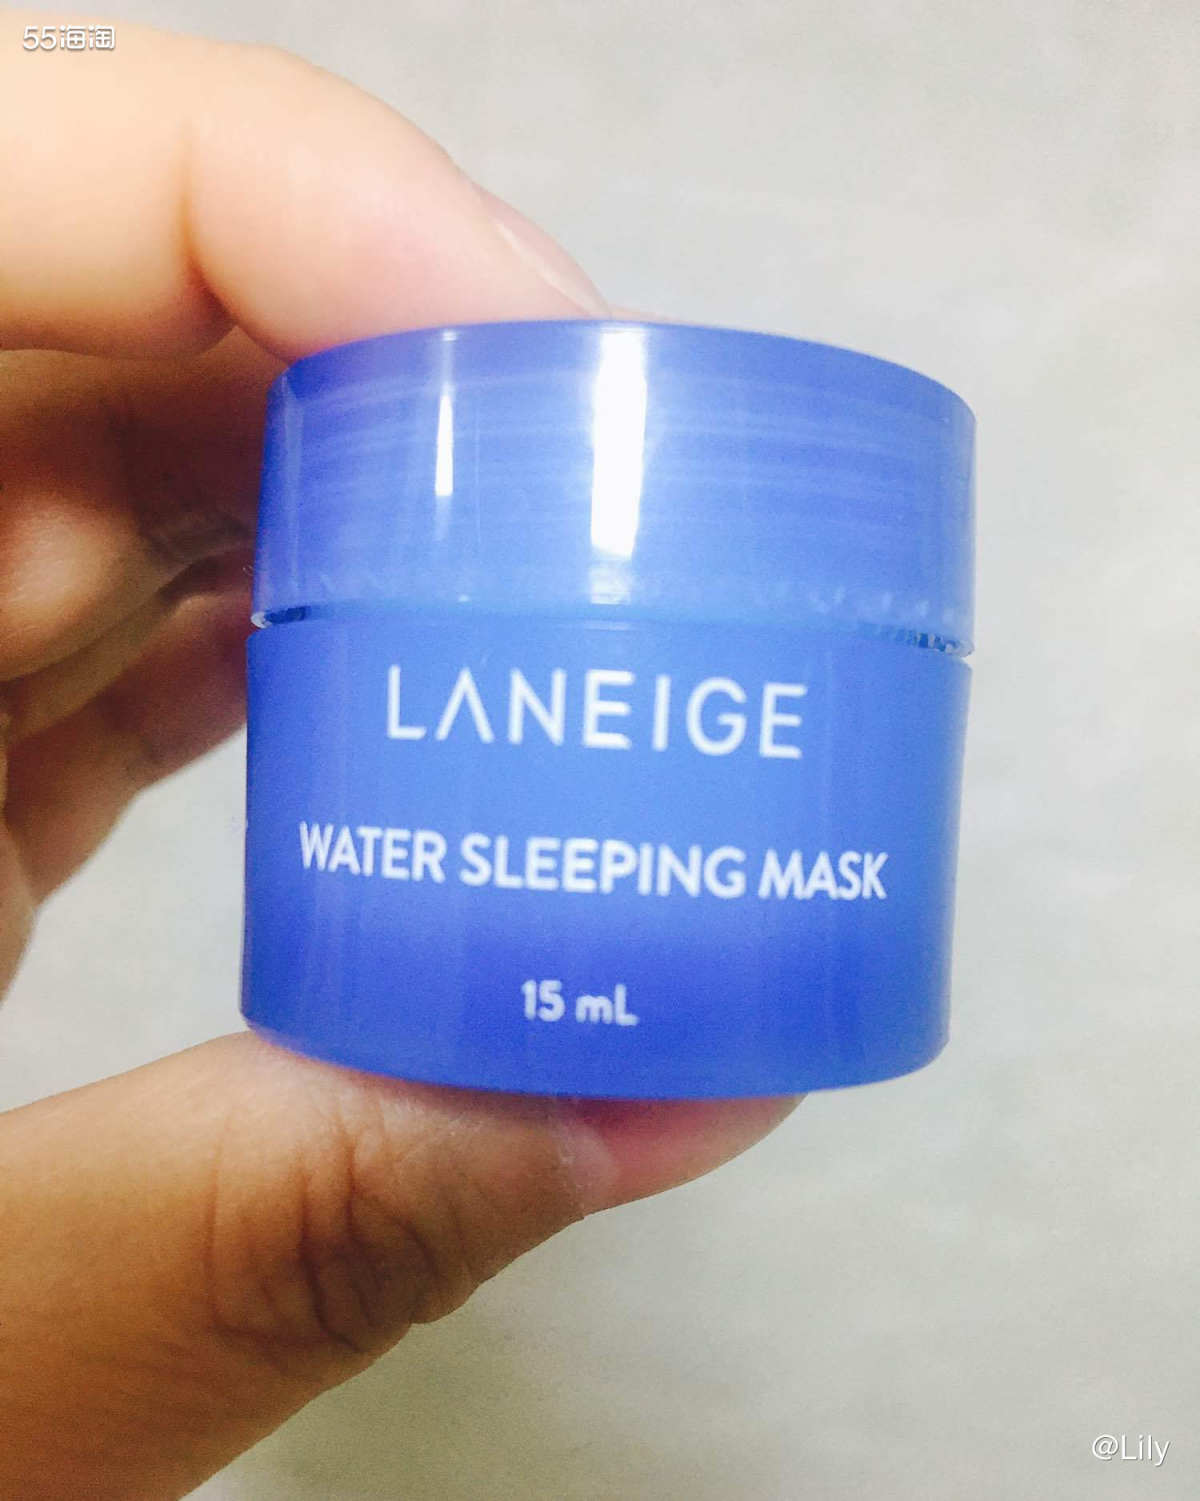 55海淘
LANEIGE
WATER SLEEPING MASK
15 mL
@Lily